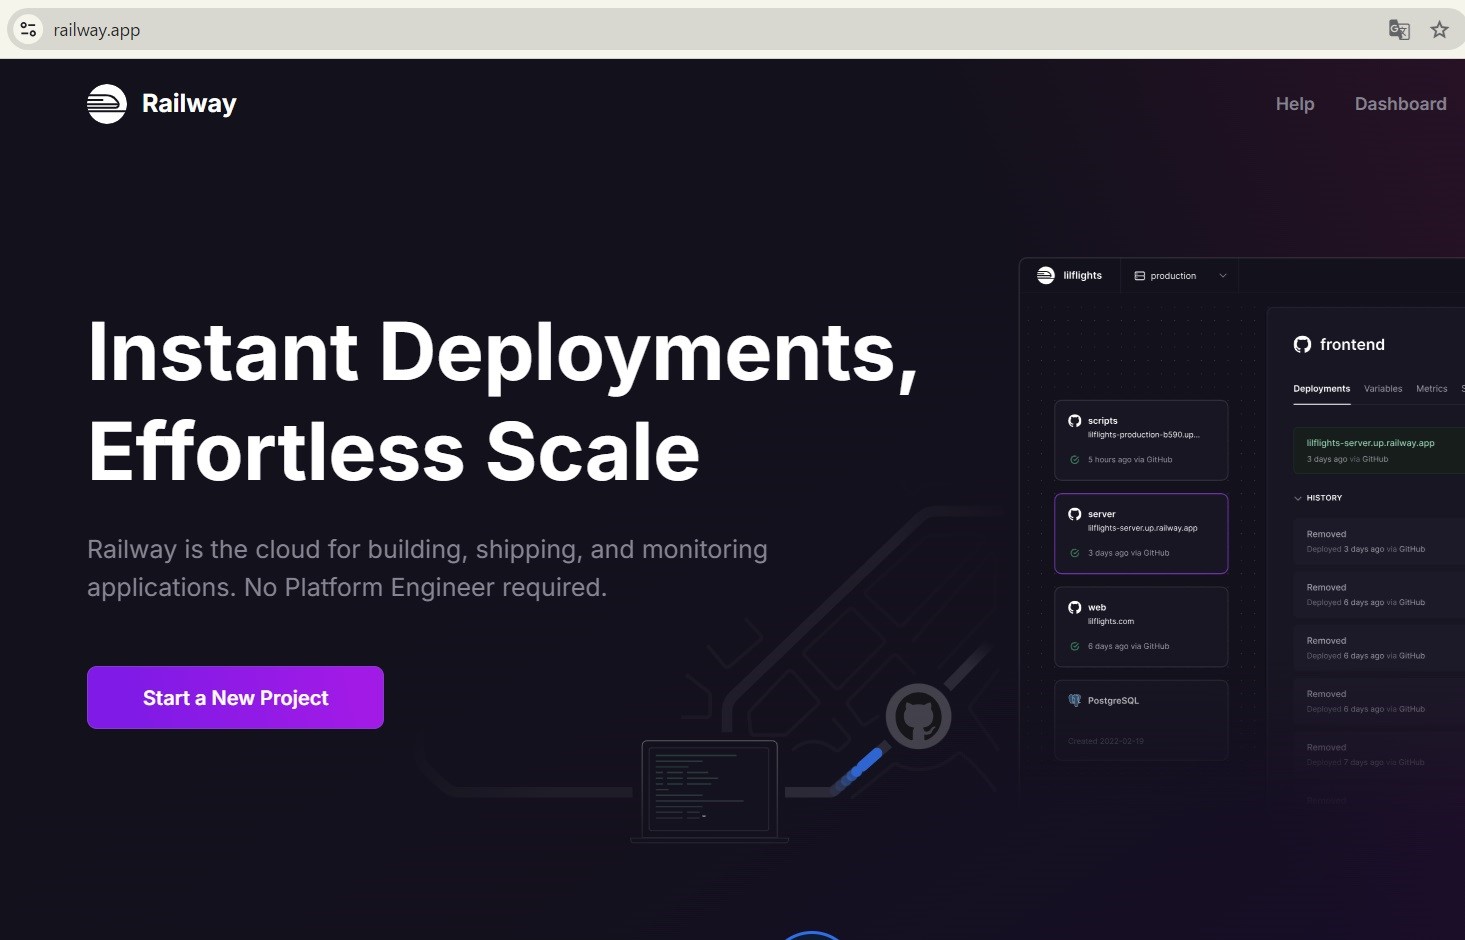 railway.app
Railway
Help
Dashboard
Instant Deployments,
Effortless Scale
Railway is the cloud for building, shipping, and monitoring
applications. No Platform Engineer required.
Start a New Project
lilflights
production
scripts
lilflights-production-b590.up...
5 hours ago via GitHub
server
lilflights-server.up.railway.app
3 days ago via GitHub
web
lilflights.com
6 days ago via GitHub
PostgreSQL
Created 2022-02-19
frontend
Deployments
Variables
Metrics
S
lilflights-server.up.railway.app
3 days ago via GitHub
HISTORY
Removed
Deployed 3 days ago via GitHub
Removed
Deployed 6 days ago via GitHub
Removed
Deployed 6 days ago via GitHub
Removed
Deployed 6 days ago via GitHub
Removed
Deployed 7 days ago via GitHub
Removed